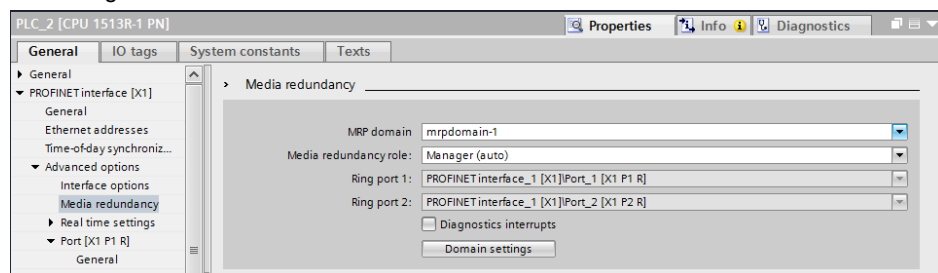 PLC_2 [CPU 1513R-1 PN]
Properties
Info
Diagnostics
General
IO tags
System constants
Texts
General
PROFINET interface [X1]
General
Ethernet addresses
Time-of-day synchroniz...
Advanced options
Interface options
Media redundancy
Real time settings
Port [X1 P1 R]
General
Media redundancy
MRP domain mrpdomain-1
Media redundancy role: Manager (auto)
Ring port 1: PROFINET interface_1 [X1]\Port_1 [X1 P1 R]
Ring port 2: PROFINET interface_1 [X1]\Port_2 [X1 P2 R]
Diagnostics interrupts
Domain settings